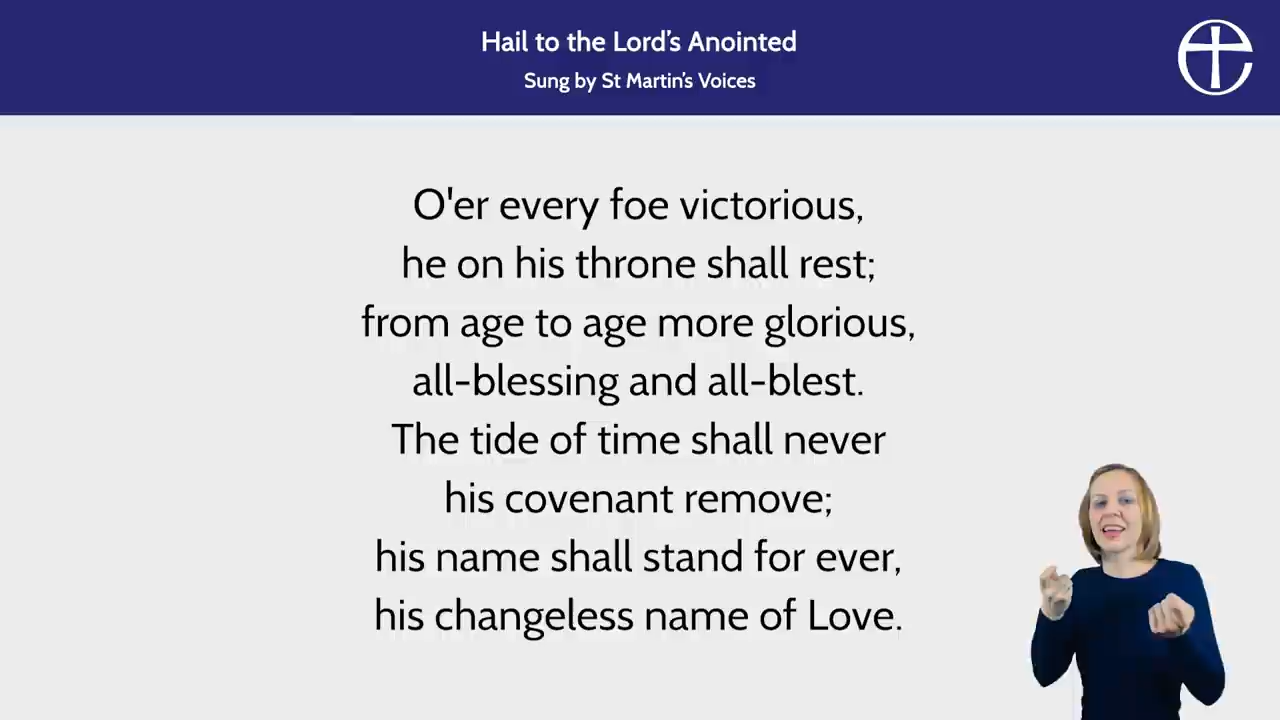 Hail to the Lord’s Anointed
Sung by St Martin’s Voices
O'er every foe victorious,
he on his throne shall rest;
from age to age more glorious,
all-blessing and all-blest.
The tide of time shall never
his covenant remove;
his name shall stand for ever,
his changeless name of Love.